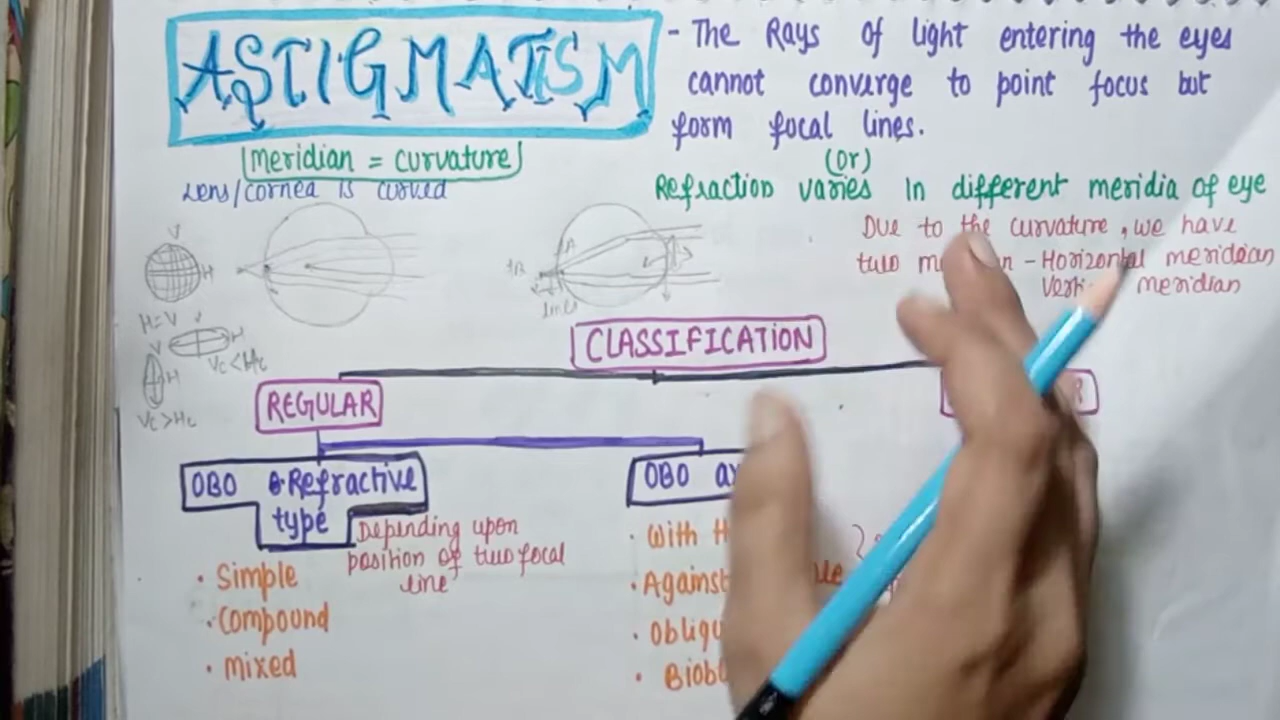 ASTIGMATISM
- The Rays of light entering the eyes
cannot converge to point focus but
form focal lines.
(or)
Refraction varies in different meridia of eye
Meridian = curvature
Lens/cornea is curved
Due to the curvature, we have
two - Horizontal meridian
meridian
V
H
H=V
V
H
Vc<Hc
V
H
Vc>Hc
A
B
CLASSIFICATION
REGULAR
OBO Refractive
type
Depending upon
position of two focal
line
• Simple
• Compound
• Mixed
OBO
• With
• Against
•
•